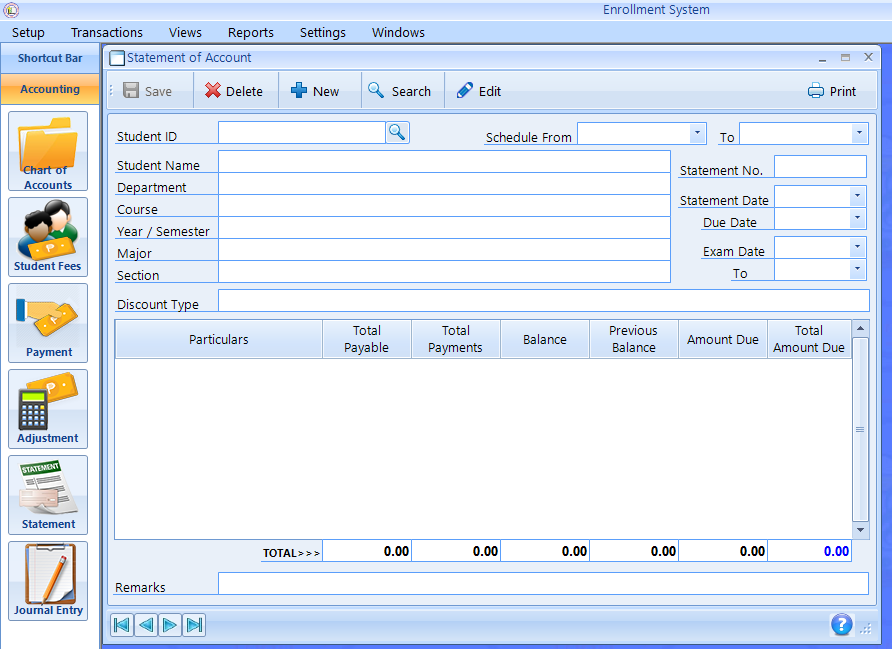 Enrollment System
Setup Transactions Views Reports Settings Windows
Shortcut Bar
Accounting
Chart of
Accounts
Student Fees
Payment
Adjustment
STATEMENT
Statement
Journal Entry
Statement of Account
Save Delete New Search Edit Print
Student ID Schedule From To
Student Name
Department
Course
Year / Semester
Major
Section
Statement No.
Statement Date
Due Date
Exam Date
To
Discount Type
Particulars
Total
Payable
Total
Payments
Balance
Previous
Balance
Amount Due
Total
Amount Due
TOTAL>>> 0.00 0.00 0.00 0.00 0.00 0.00
Remarks